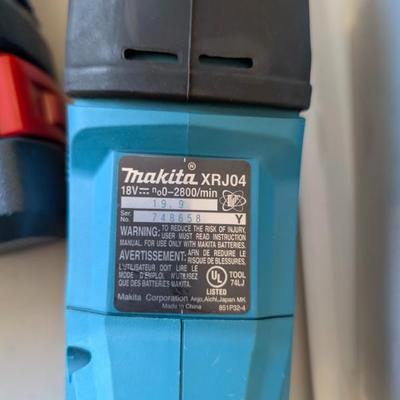 Makita® XRJ04
18V⎓ n₀0-2800/min
19.9
Ser. No. 748658 Y
WARNING: TO REDUCE THE RISK OF INJURY,
USER MUST READ INSTRUCTION
MANUAL. FOR USE ONLY WITH MAKITA BATTERIES.
AVERTISSEMENT: AFIN DE RÉDUIRE LE
RISQUE DE BLESSURES,
L'UTILISATEUR DOIT LIRE LE
MODE D'EMPLOI N'UTILISEZ
QUE DES BATTERIES MAKITA.
UL® LISTED
TOOL
74LJ
Makita Corporation Anjo,Aichi,Japan MK
Made in China
851P32-4